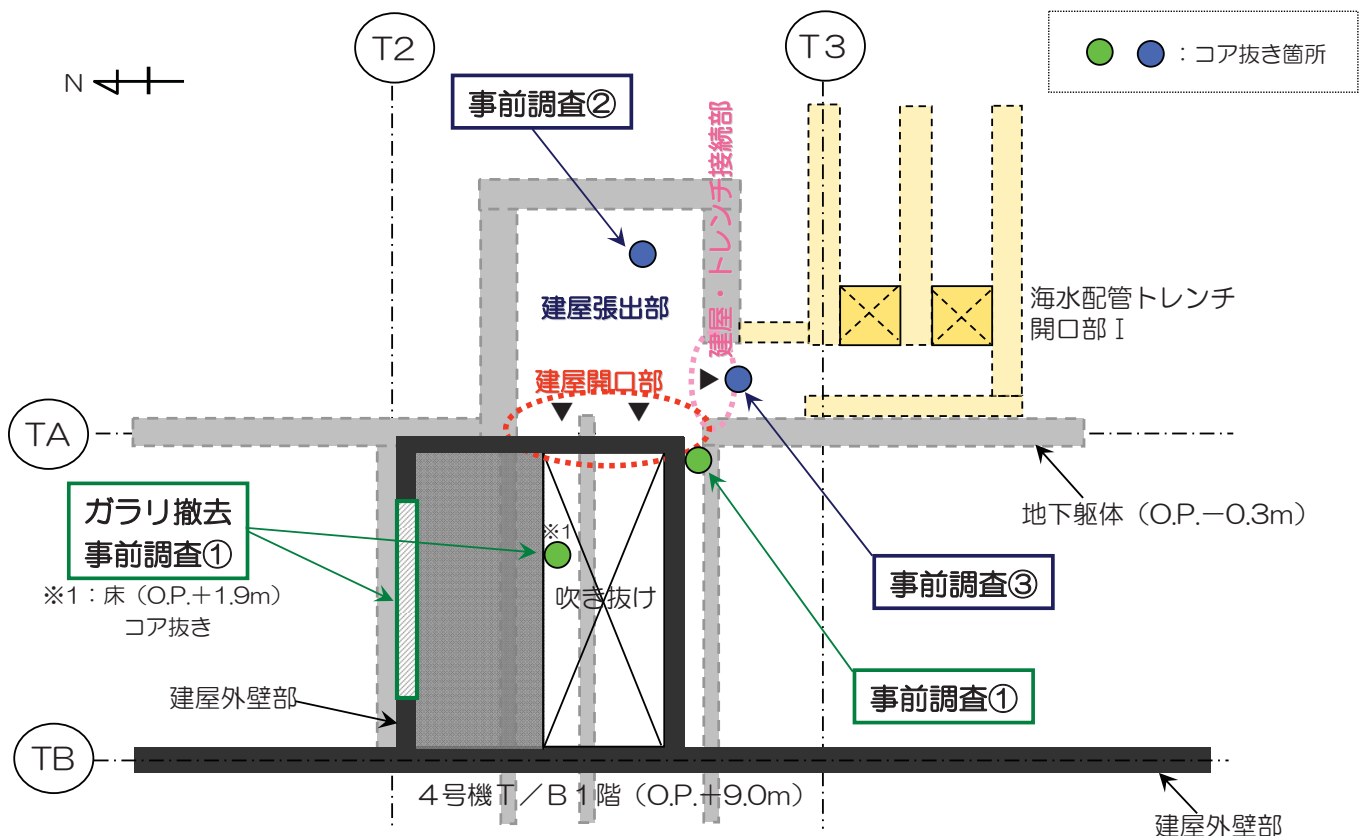 T2
T3
：コア抜き箇所
N
事前調査②
建屋・トレンチ接続部
海水配管トレンチ
開口部Ⅰ
建屋張出部
建屋開口部
TA
ガラリ撤去
事前調査①
※1：床（O.P.＋1.9m）
コア抜き
※1
吹き抜け
地下躯体（O.P.－0.3m）
事前調査③
事前調査①
建屋外壁部
TB
４号機Ｔ／Ｂ１階（O.P.＋9.0m）
建屋外壁部